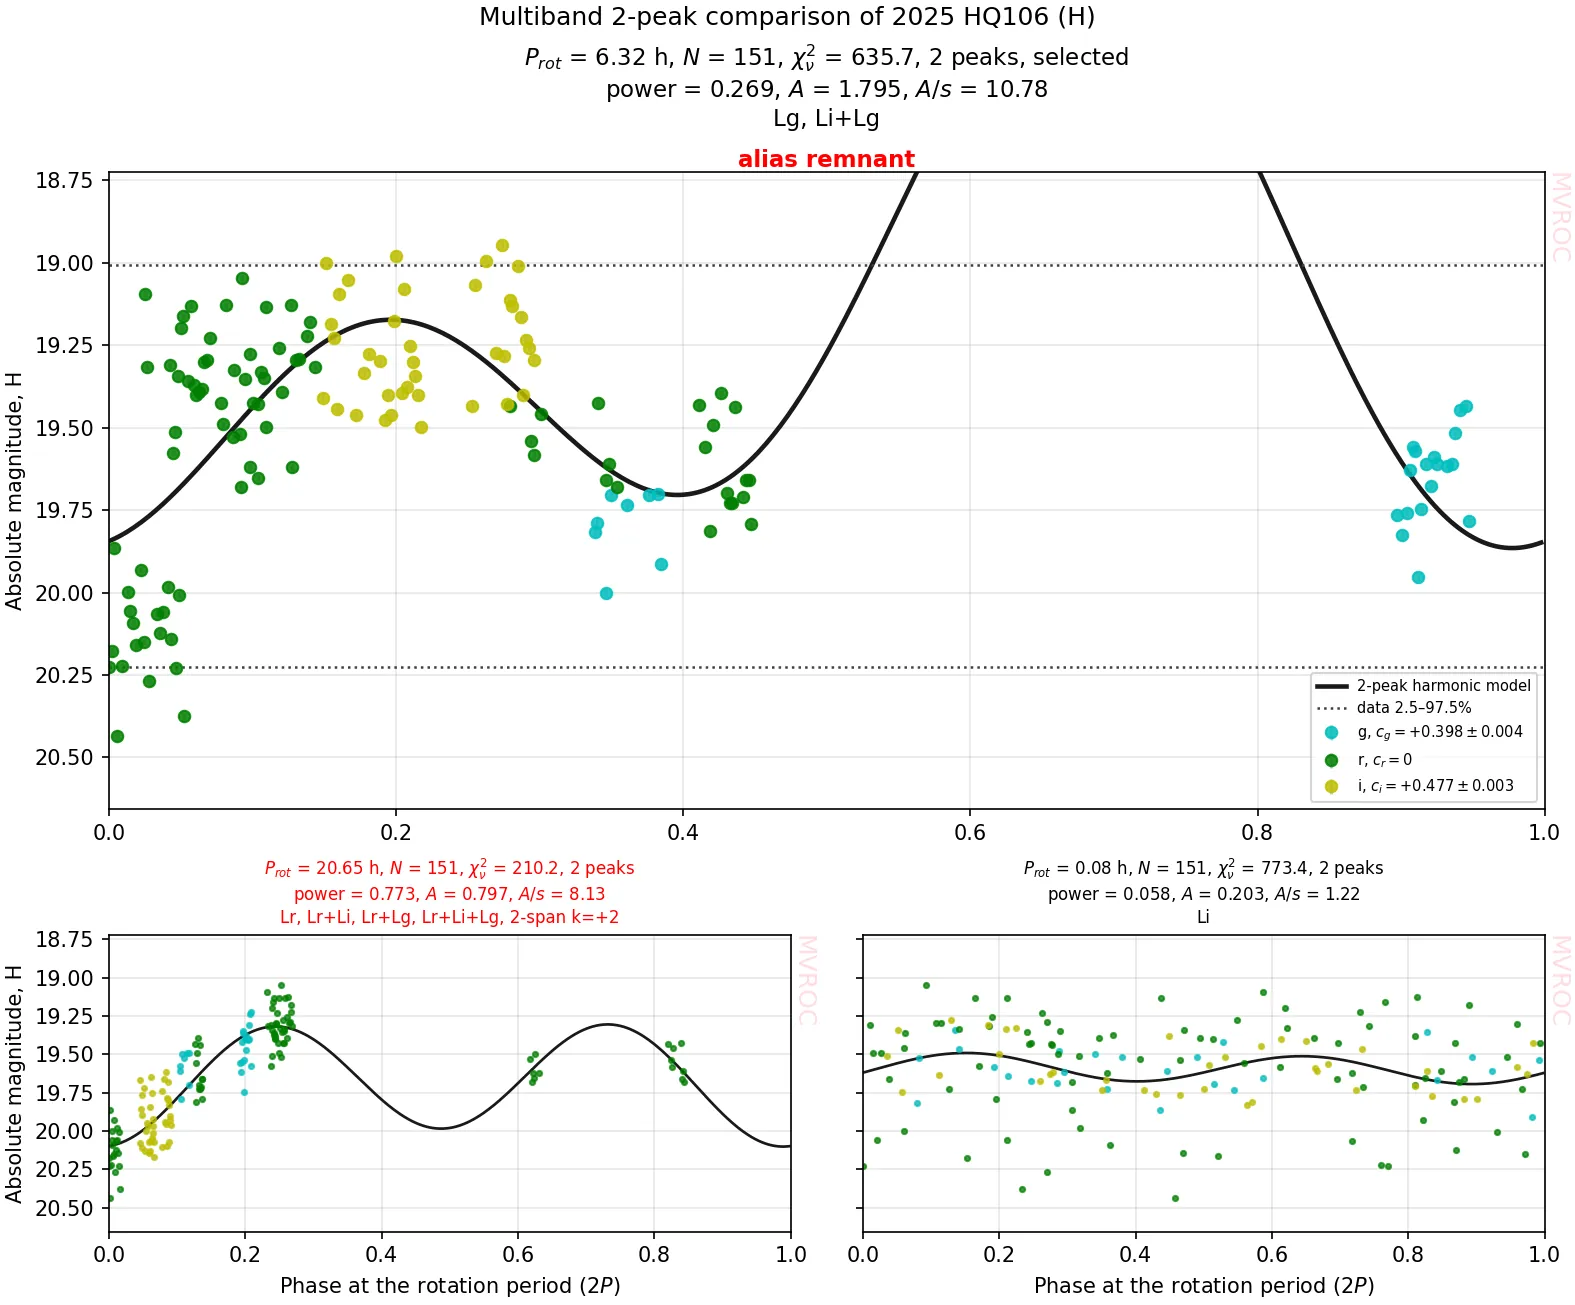 Multiband 2-peak comparison of 2025 HQ106 (H)
P_rot = 6.32 h, N = 151, χ²_ν = 635.7, 2 peaks, selected
power = 0.269, A = 1.795, A/s = 10.78
Lg, Li+Lg
alias remnant
MVROC
Absolute magnitude, H
18.75
19.00
19.25
19.50
19.75
20.00
20.25
20.50
2-peak harmonic model
data 2.5–97.5%
g, c_g = +0.398 ± 0.004
r, c_r = 0
i, c_i = +0.477 ± 0.003
0.0 0.2 0.4 0.6 0.8 1.0
P_rot = 20.65 h, N = 151, χ²_ν = 210.2, 2 peaks
power = 0.773, A = 0.797, A/s = 8.13
Lr, Lr+Li, Lr+Lg, Lr+Li+Lg, 2-span k=+2
MVROC
Absolute magnitude, H
18.75
19.00
19.25
19.50
19.75
20.00
20.25
20.50
0.0 0.2 0.4 0.6 0.8 1.0
Phase at the rotation period (2P)
P_rot = 0.08 h, N = 151, χ²_ν = 773.4, 2 peaks
power = 0.058, A = 0.203, A/s = 1.22
Li
MVROC
0.0 0.2 0.4 0.6 0.8 1.0
Phase at the rotation period (2P)